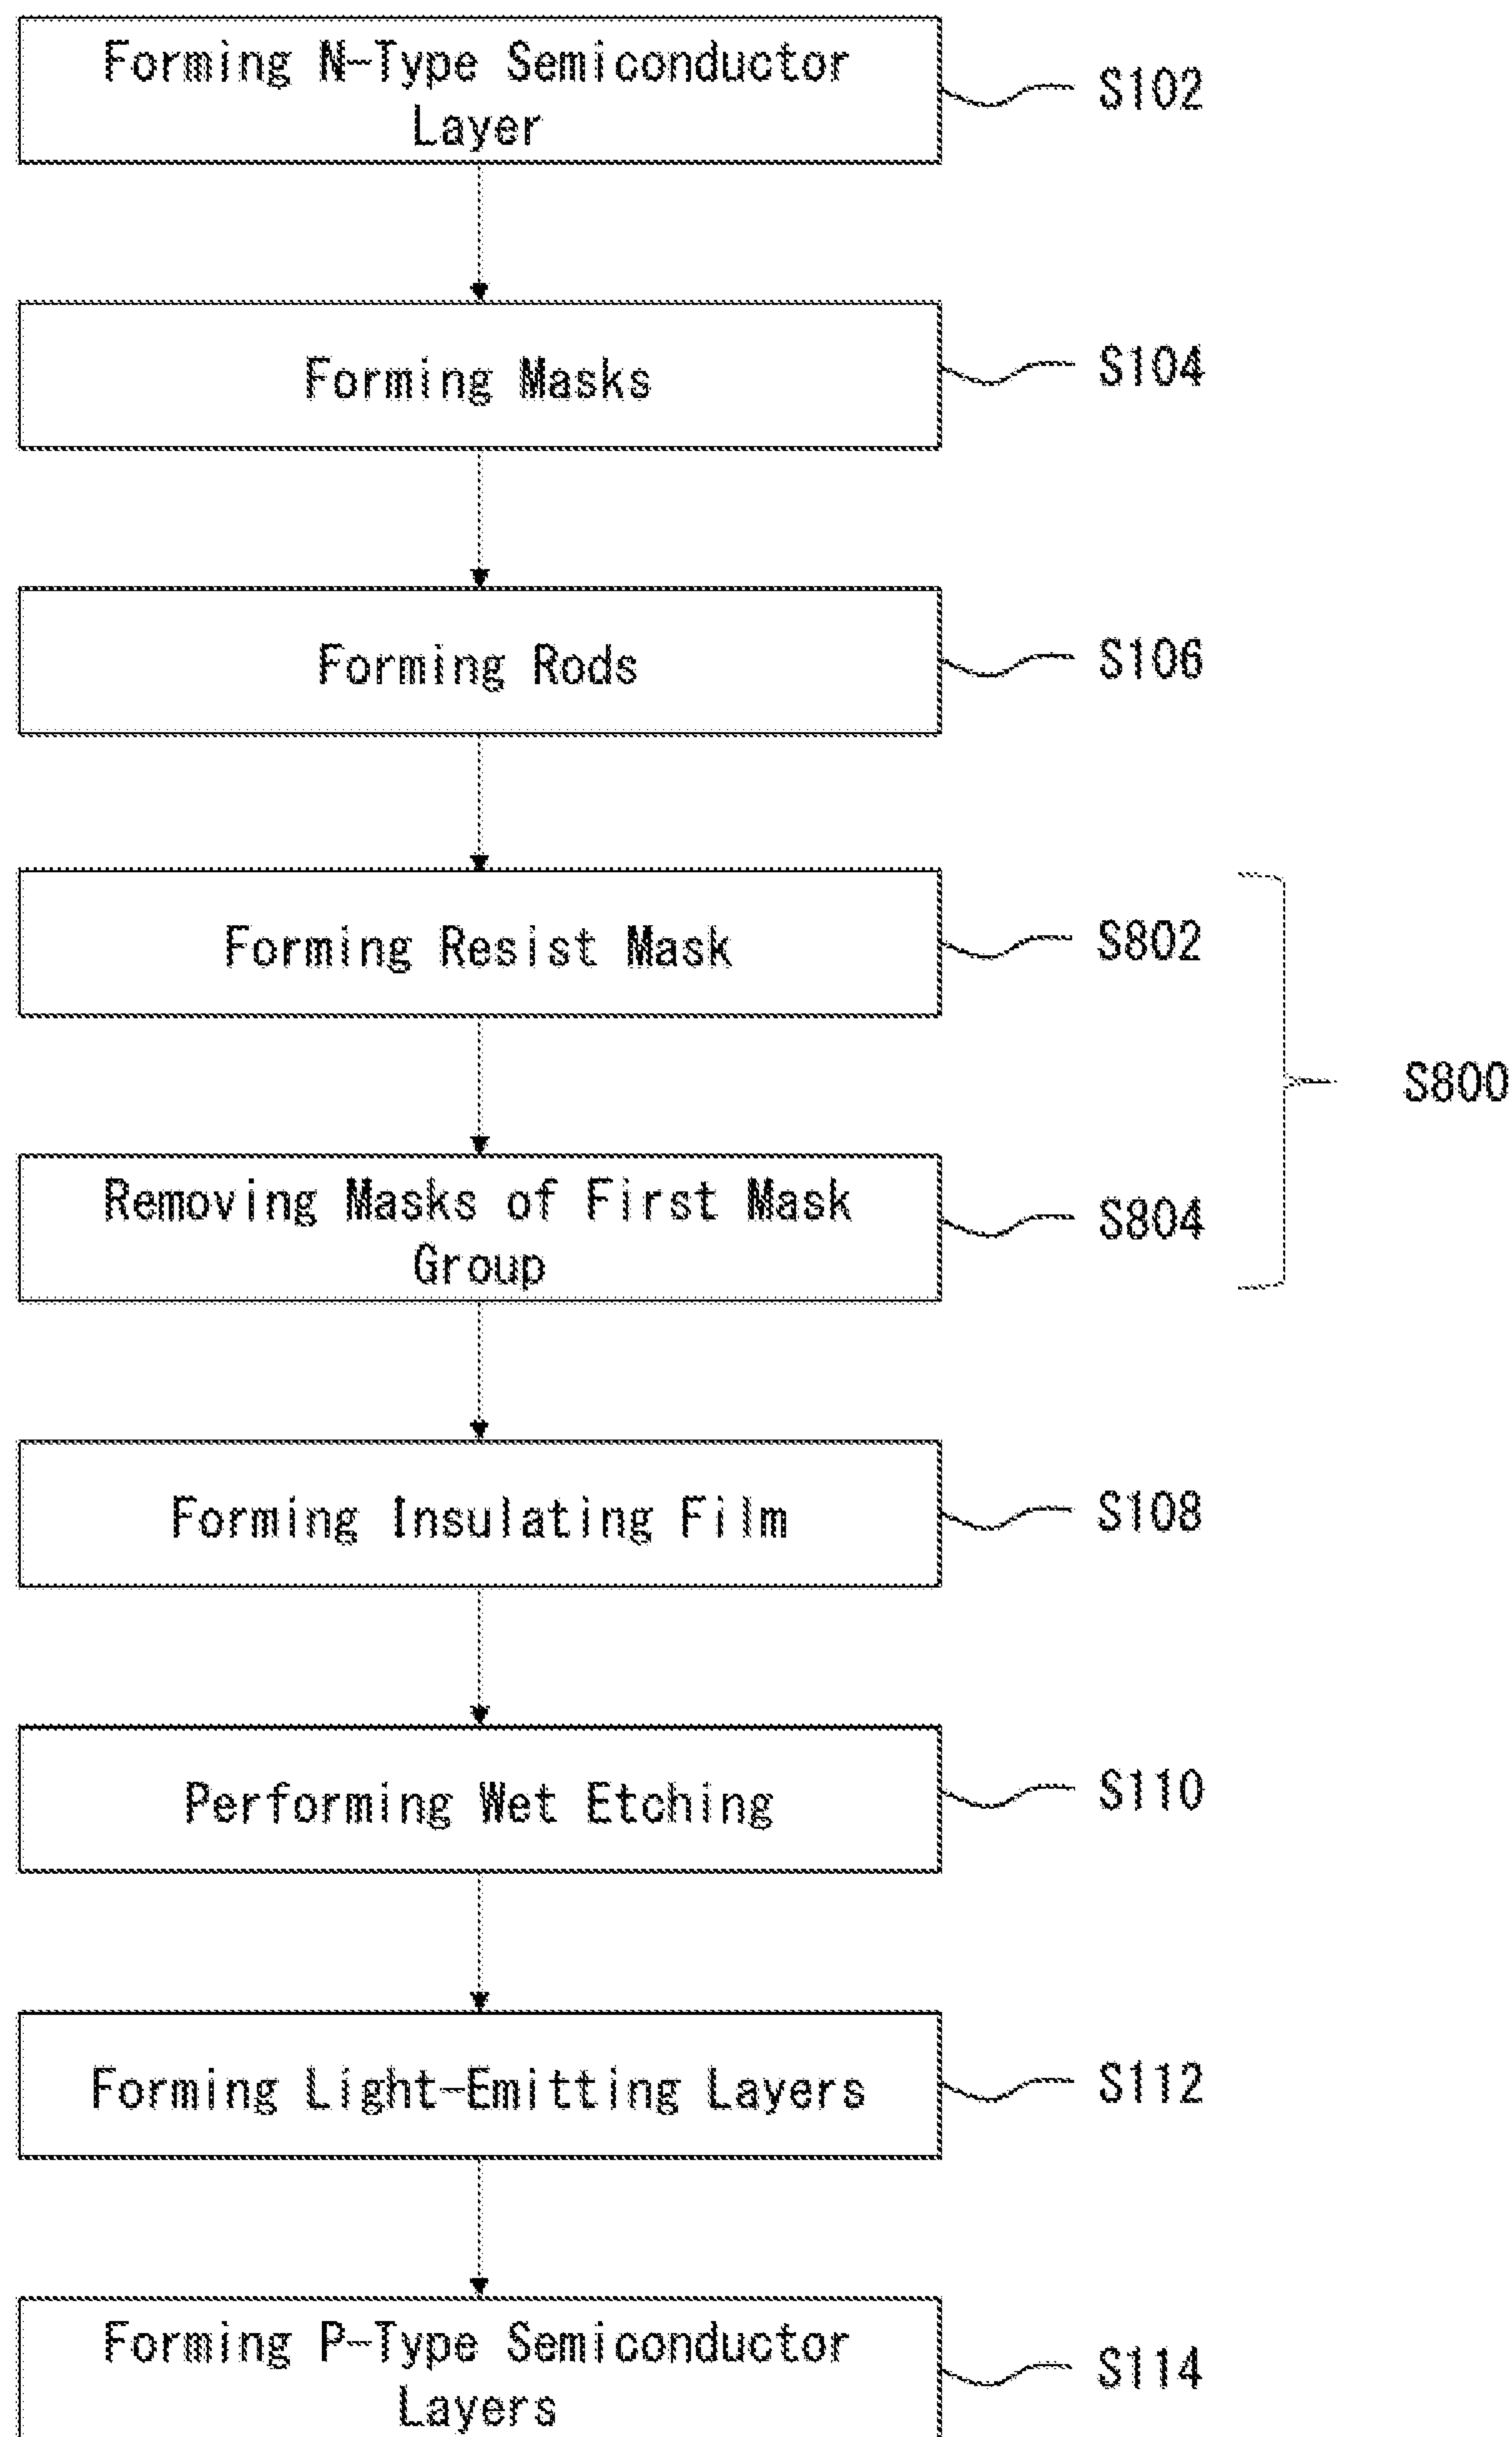 Forming N-Type Semiconductor
Layer
S102
Forming Masks
S104
Forming Rods
S106
Forming Resist Mask
S802
S800
Removing Masks of First Mask
Group
S804
Forming Insulating Film
S108
Performing Wet Etching
S110
Forming Light-Emitting Layers
S112
Forming P-Type Semiconductor
Layers
S114